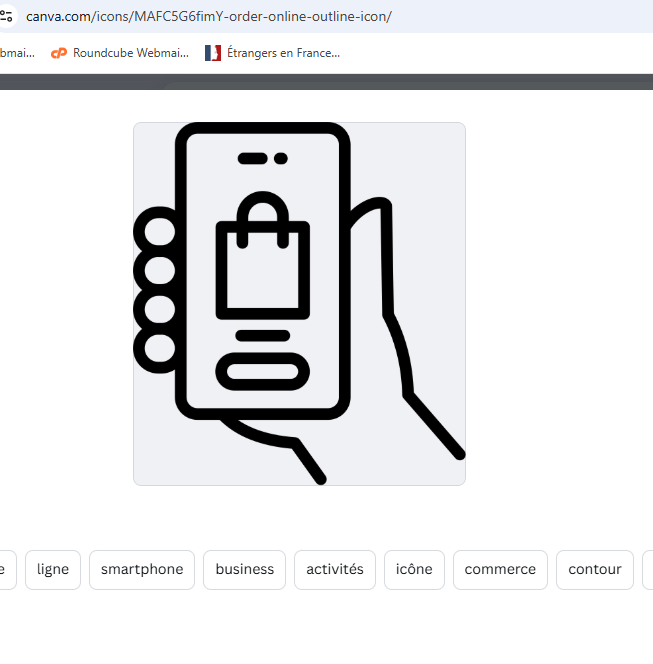 canva.com/icons/MAFC5G6fimY-order-online-outline-icon/
bmai... Roundcube Webmai... Étrangers en France...
e ligne smartphone business activités icône commerce contour